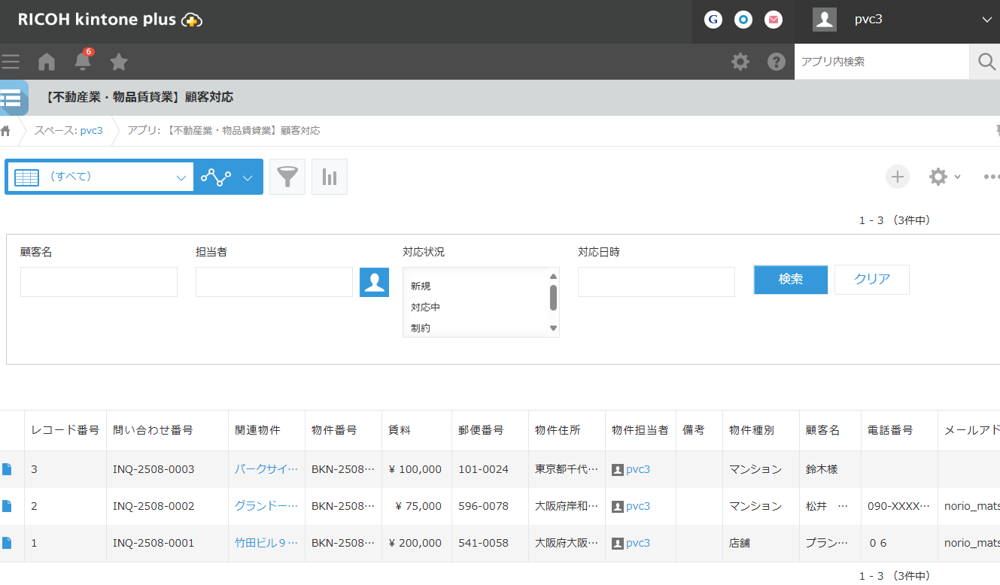 RICOH kintone plus
G
pvc3
6
アプリ内検索
【不動産業・物品賃貸業】顧客対応
スペース: pvc3
アプリ: 【不動産業・物品賃貸業】顧客対応
（すべて）
1 - 3 （3件中）
顧客名 担当者 対応状況 対応日時
新規
対応中
制約
検索 クリア
レコード番号 問い合わせ番号 関連物件 物件番号 賃料 郵便番号 物件住所 物件担当者 備考 物件種別 顧客名 電話番号 メールアド
3 INQ-2508-0003 パークサイ… BKN-2508… ¥ 100,000 101-0024 東京都千代… pvc3 マンション 鈴木様
2 INQ-2508-0002 グランドー… BKN-2508… ¥ 75,000 596-0078 大阪府岸和… pvc3 マンション 松井 … 090-XXXX… norio_mats
1 INQ-2508-0001 竹田ビル９… BKN-2508… ¥ 200,000 541-0058 大阪府大阪… pvc3 店舗 プラン… ０６ norio_mats
1 - 3 （3件中）